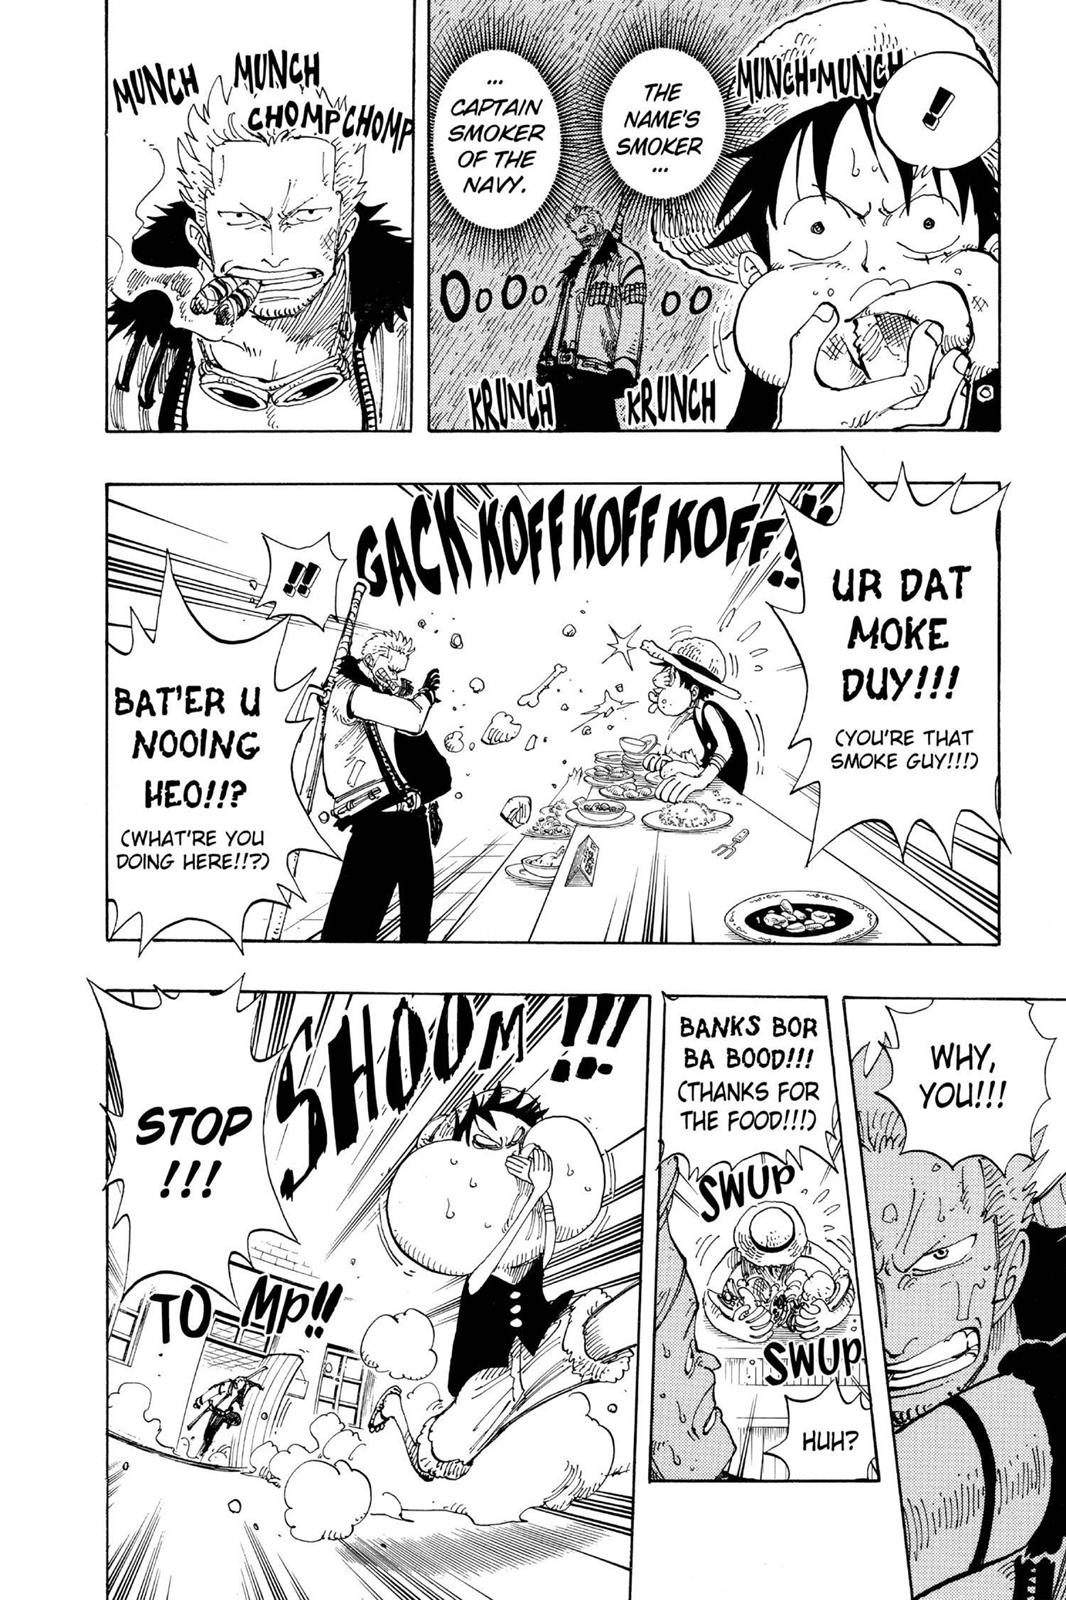 MUNCH-MUNCH
!
THE
NAME'S
SMOKER
...
...
CAPTAIN
SMOKER
OF THE
NAVY.
OOOO
OO
KRUNCH
KRUNCH
MUNCH
MUNCH
CHOMP CHOMP
UR DAT
MOKE
DUY!!!
(YOU'RE THAT
SMOKE GUY!!!)
GACK KOFF KOFF KOFF!!
!!
BAT'ER U
NOOING
HEO!!?
(WHAT'RE YOU
DOING HERE!!?)
WHY,
YOU!!!
BANKS BOR
BA BOOD!!!
(THANKS FOR
THE FOOD!!!)
SWUP
SWUP
HUH?
SHOOM!!!
STOP
!!!
TOMP!!